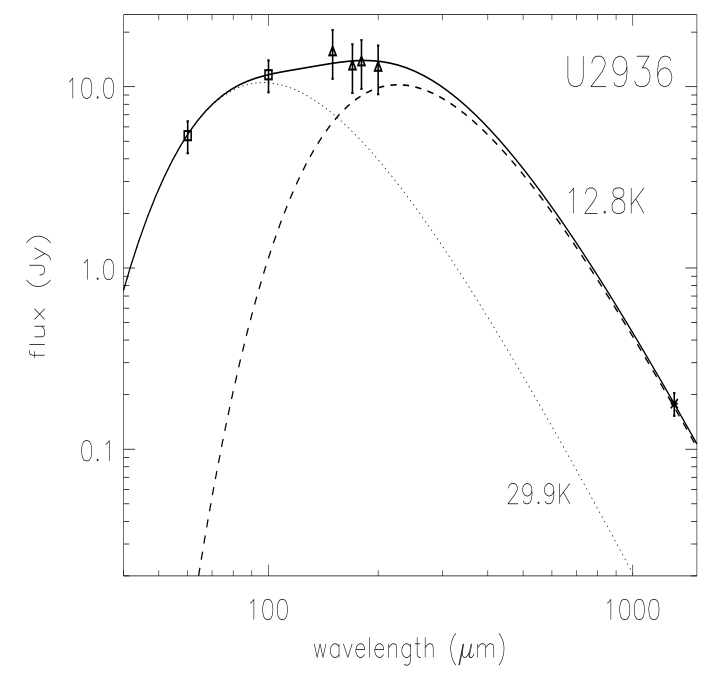 U2936
10.0
12.8K
1.0
flux (Jy)
0.1
29.9K
100
1000
wavelength (μm)